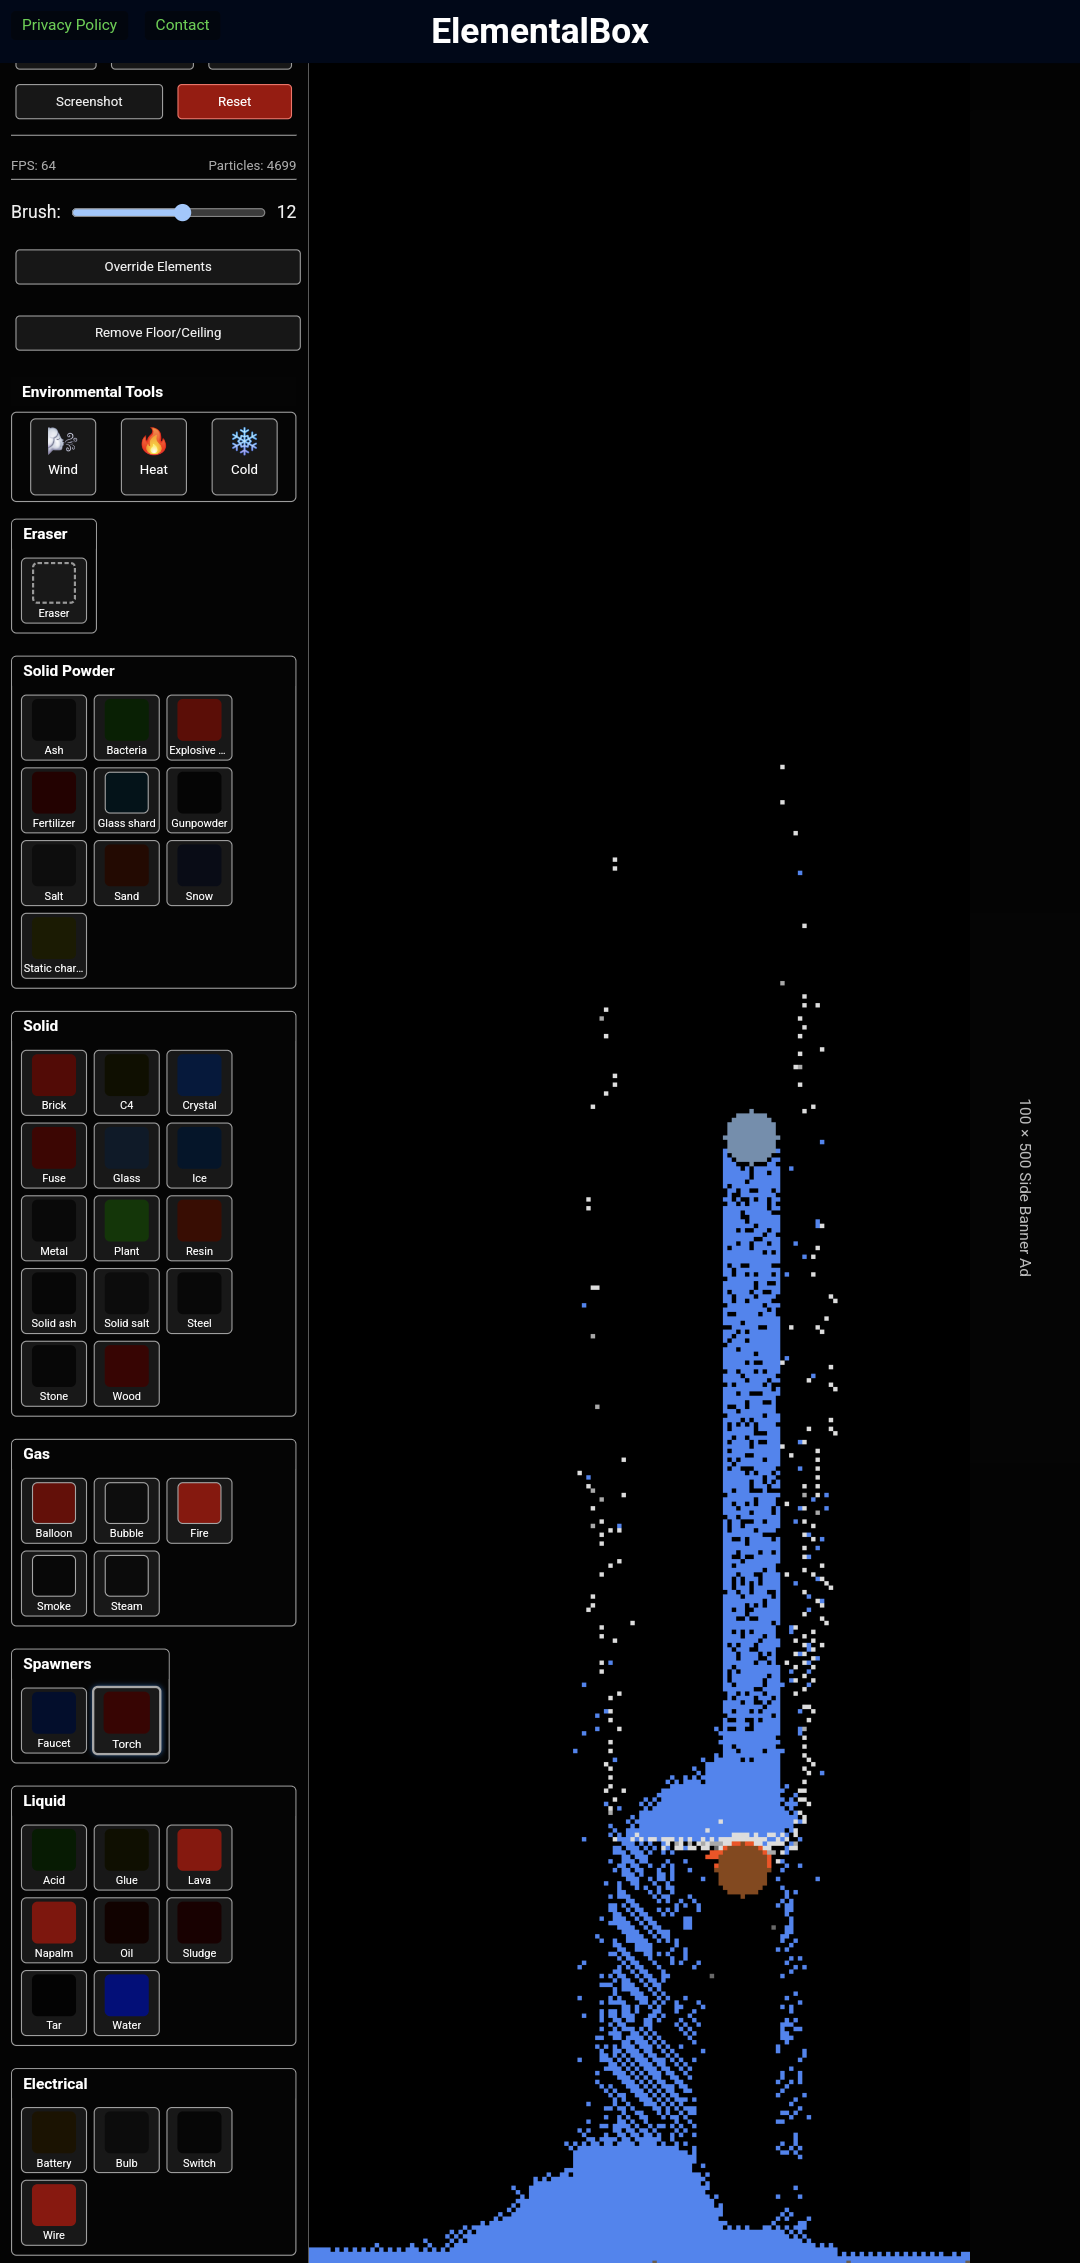 Privacy Policy Contact ElementalBox
Screenshot Reset
FPS: 64 Particles: 4699
Brush: 12
Override Elements
Remove Floor/Ceiling
Environmental Tools
Wind Heat Cold
Eraser
Eraser
Solid Powder
Ash Bacteria Explosive ...
Fertilizer Glass shard Gunpowder
Salt Sand Snow
Static char...
Solid
Brick C4 Crystal
Fuse Glass Ice
Metal Plant Resin
Solid ash Solid salt Steel
Stone Wood
Gas
Balloon Bubble Fire
Smoke Steam
Spawners
Faucet Torch
Liquid
Acid Glue Lava
Napalm Oil Sludge
Tar Water
Electrical
Battery Bulb Switch
Wire
100 × 500 Side Banner Ad